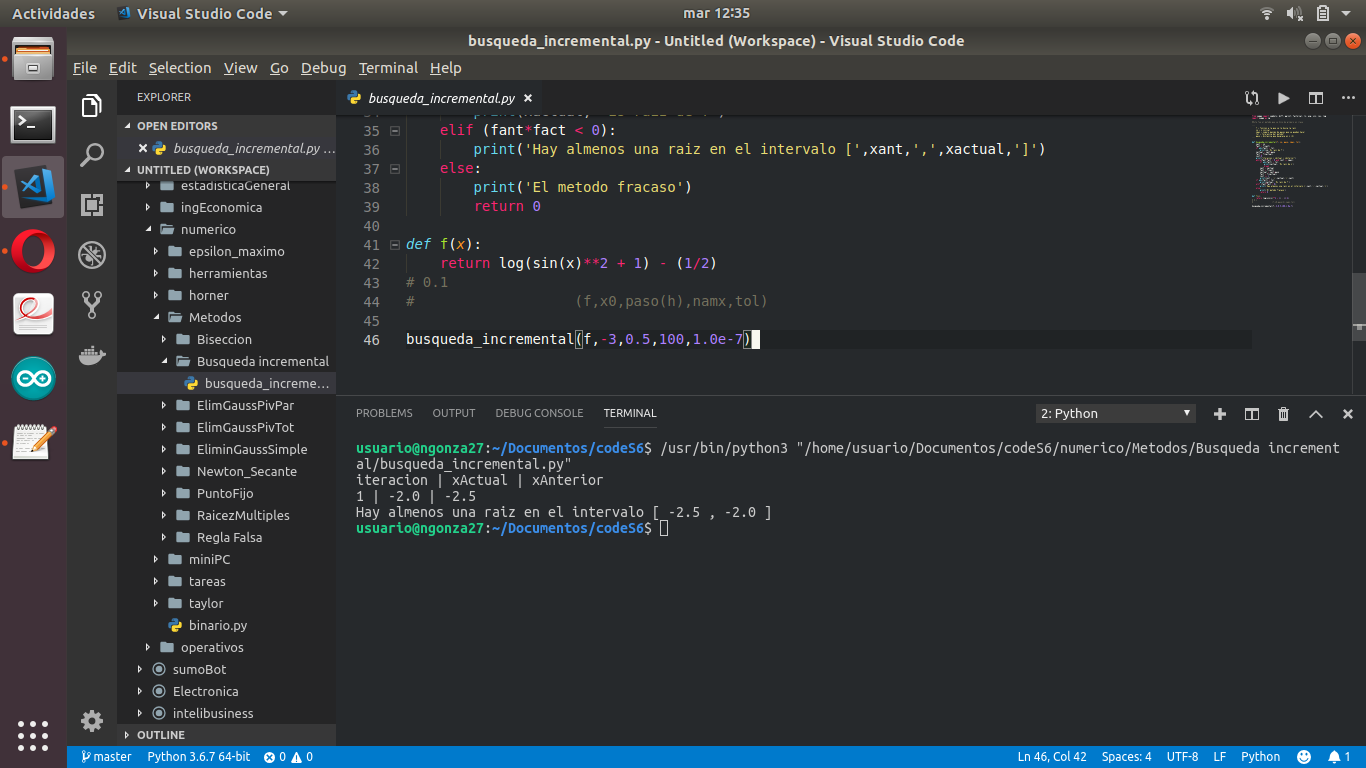 Actividades Visual Studio Code mar 12:35
busqueda_incremental.py - Untitled (Workspace) - Visual Studio Code
File Edit Selection View Go Debug Terminal Help
EXPLORER
OPEN EDITORS
busqueda_incremental.py ...
UNTITLED (WORKSPACE)
estadisticaGeneral
ingEconomica
numerico
epsilon_maximo
herramientas
horner
Metodos
Biseccion
Busqueda incremental
busqueda_increme...
ElimGaussPivPar
ElimGaussPivTot
EliminGaussSimple
Newton_Secante
PuntoFijo
RaicezMultiples
Regla Falsa
miniPC
tareas
taylor
binario.py
operativos
sumoBot
Electronica
intelibusiness
OUTLINE
busqueda_incremental.py
35 elif (fant*fact < 0):
36 print('Hay almenos una raiz en el intervalo [',xant,',',xactual,']')
37 else:
38 print('El metodo fracaso')
39 return 0
40
41 def f(x):
42 return log(sin(x)**2 + 1) - (1/2)
43 # 0.1
44 # (f,x0,paso(h),namx,tol)
45
46 busqueda_incremental(f,-3,0.5,100,1.0e-7)
PROBLEMS OUTPUT DEBUG CONSOLE TERMINAL 2: Python
usuario@ngonza27:~/Documentos/codeS6$ /usr/bin/python3 "/home/usuario/Documentos/codeS6/numerico/Metodos/Busqueda increment
al/busqueda_incremental.py"
iteracion | xActual | xAnterior
1 | -2.0 | -2.5
Hay almenos una raiz en el intervalo [ -2.5 , -2.0 ]
usuario@ngonza27:~/Documentos/codeS6$
master Python 3.6.7 64-bit 0 0 Ln 46, Col 42 Spaces: 4 UTF-8 LF Python 1